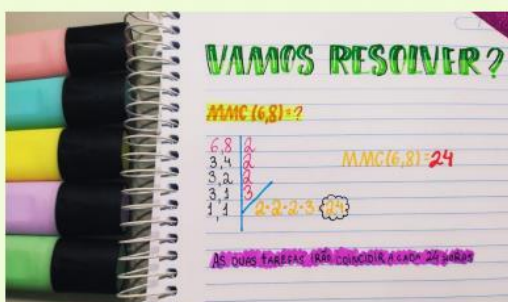 VAMOS RESOLVER?
MMC (6,8)=?
6,8 2
3,4 2
3,2 2
3,1 3
1,1 2·2·2·3 24
MMC(6,8)=24
AS DUAS TAREFAS IRÃO COINCIDIR A CADA 24 HORAS